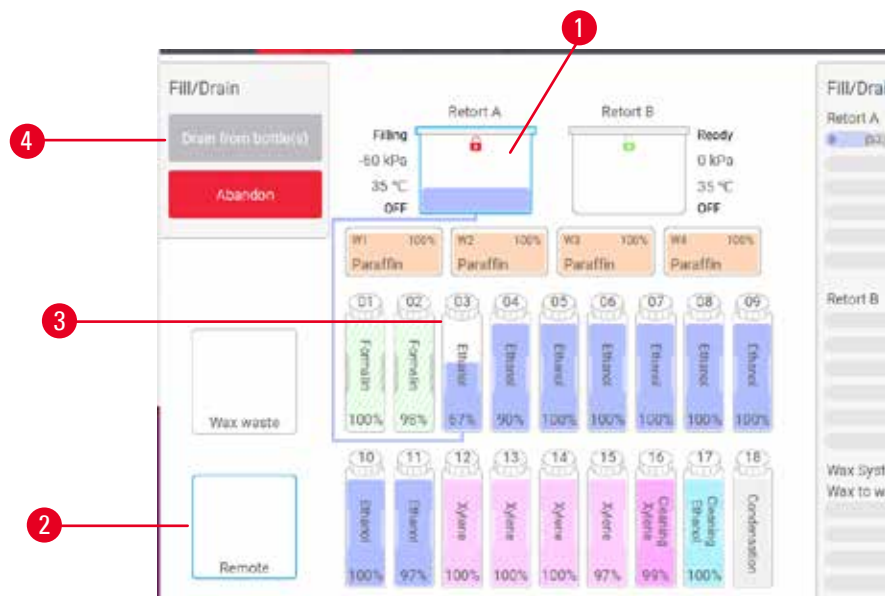 1
Fill/Drain
Drain from bottle(s)
Abandon
4
Retort A
Retort B
Filling
-60 kPa
35 °C
OFF
Ready
0 kPa
35 °C
OFF
Fill/Drai
Retort A
W1 100%
Paraffin
W2 100%
Paraffin
W3 100%
Paraffin
W4 100%
Paraffin
3
01 02 03 04 05 06 07 08 09
Formalin
Formalin
Ethanol
Ethanol
Ethanol
Ethanol
Ethanol
Ethanol
Ethanol
100% 98% 67% 90% 100% 100% 100% 100% 100%
Retort B
Wax waste
10 11 12 13 14 15 16 17 18
Ethanol
Ethanol
Xylene
Xylene
Xylene
Xylene
Cleaning
Xylene
Cleaning
Ethanol
Condensation
100% 97% 100% 100% 100% 97% 99% 100%
2
Remote
Wax Syst
Wax to w